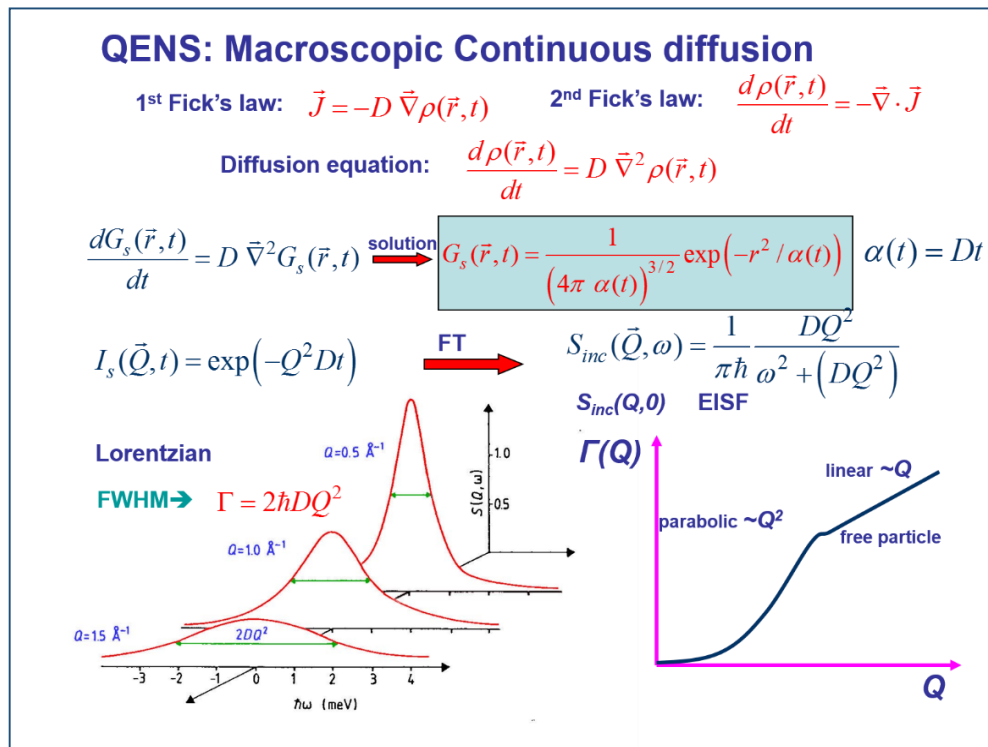 QENS: Macroscopic Continuous diffusion
1st Fick's law: J⃗ = −D ∇⃗ρ(r⃗,t)
2nd Fick's law: dρ(r⃗,t)/dt = −∇⃗ · J⃗
Diffusion equation: dρ(r⃗,t)/dt = D ∇⃗²ρ(r⃗,t)
dG_s(r⃗,t)/dt = D ∇⃗²G_s(r⃗,t) solution G_s(r⃗,t) = 1/(4π α(t))^{3/2} exp(−r²/α(t)) α(t) = Dt
I_s(Q⃗,t) = exp(−Q²Dt) FT S_inc(Q⃗,ω) = 1/(πħ) DQ²/(ω² + (DQ²))
S_inc(Q,0) EISF
Lorentzian
FWHM→ Γ = 2ħDQ²
Q=0.5 Å⁻¹
Q=1.0 Å⁻¹
Q=1.5 Å⁻¹
2DQ²
1.0
0.5
S(Q,ω)
-3 -2 -1 0 1 2 3 4
ħω (meV)
Γ(Q)
linear ~Q
parabolic ~Q²
free particle
Q